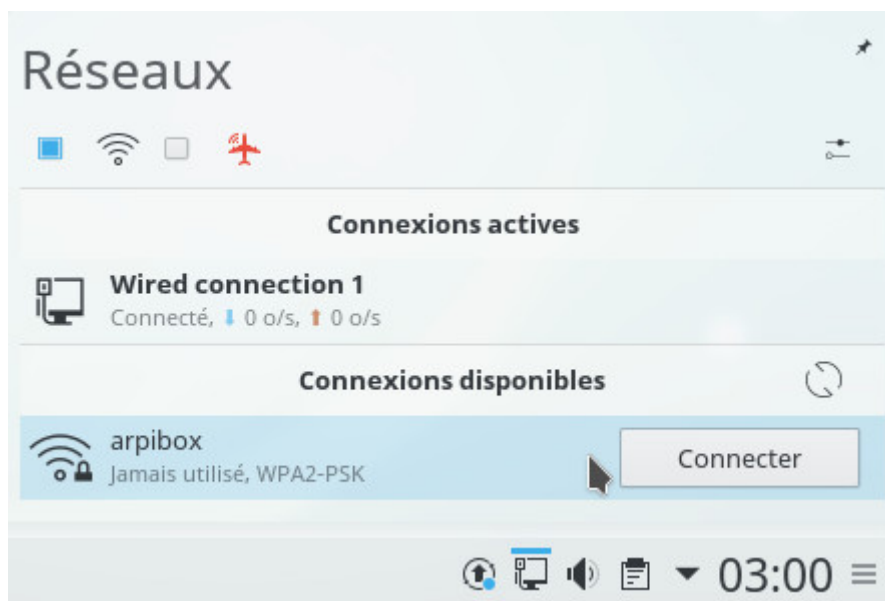 Réseaux
Connexions actives
Wired connection 1
Connecté, ⬇ 0 o/s, ⬆ 0 o/s
Connexions disponibles
arpibox
Jamais utilisé, WPA2-PSK
Connecter
03:00